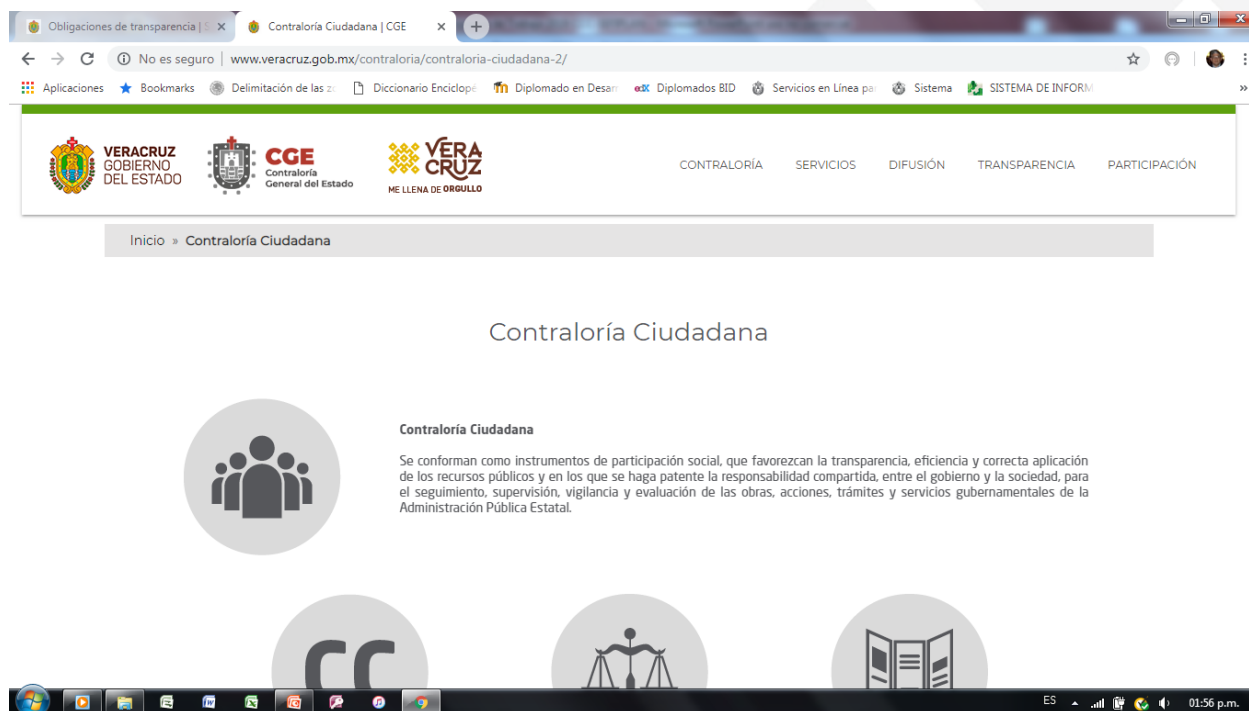 Obligaciones de transparencia | S
Contraloría Ciudadana | CGE
No es seguro | www.veracruz.gob.mx/contraloria/contraloria-ciudadana-2/
Aplicaciones Bookmarks Delimitación de las zo Diccionario Enciclopé Diplomado en Desarr edX Diplomados BID Servicios en Línea par Sistema SISTEMA DE INFORM »
VERACRUZ
GOBIERNO
DEL ESTADO
CGE
Contraloría
General del Estado
VERA
CRUZ
ME LLENA DE ORGULLO
CONTRALORÍA SERVICIOS DIFUSIÓN TRANSPARENCIA PARTICIPACIÓN
Inicio » Contraloría Ciudadana
Contraloría Ciudadana
Contraloría Ciudadana
Se conforman como instrumentos de participación social, que favorezcan la transparencia, eficiencia y correcta aplicación
de los recursos públicos y en los que se haga patente la responsabilidad compartida, entre el gobierno y la sociedad, para
el seguimiento, supervisión, vigilancia y evaluación de las obras, acciones, trámites y servicios gubernamentales de la
Administración Pública Estatal.
CC
ES 01:56 p.m.